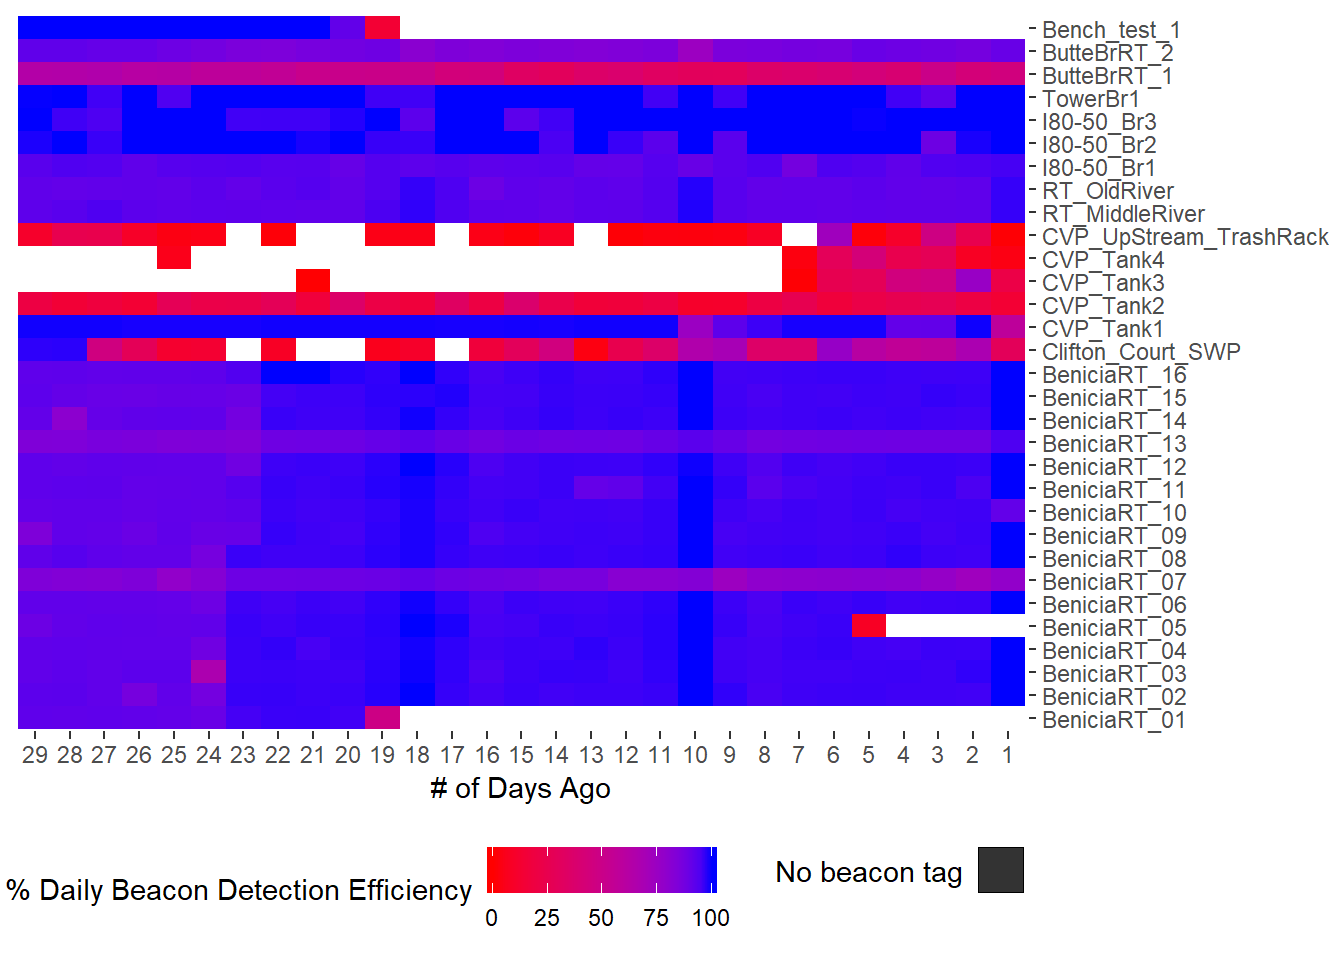 Bench_test_1
ButteBrRT_2
ButteBrRT_1
TowerBr1
I80-50_Br3
I80-50_Br2
I80-50_Br1
RT_OldRiver
RT_MiddleRiver
CVP_UpStream_TrashRack
CVP_Tank4
CVP_Tank3
CVP_Tank2
CVP_Tank1
Clifton_Court_SWP
BeniciaRT_16
BeniciaRT_15
BeniciaRT_14
BeniciaRT_13
BeniciaRT_12
BeniciaRT_11
BeniciaRT_10
BeniciaRT_09
BeniciaRT_08
BeniciaRT_07
BeniciaRT_06
BeniciaRT_05
BeniciaRT_04
BeniciaRT_03
BeniciaRT_02
BeniciaRT_01
29 28 27 26 25 24 23 22 21 20 19 18 17 16 15 14 13 12 11 10 9 8 7 6 5 4 3 2 1
# of Days Ago
% Daily Beacon Detection Efficiency
0 25 50 75 100
No beacon tag